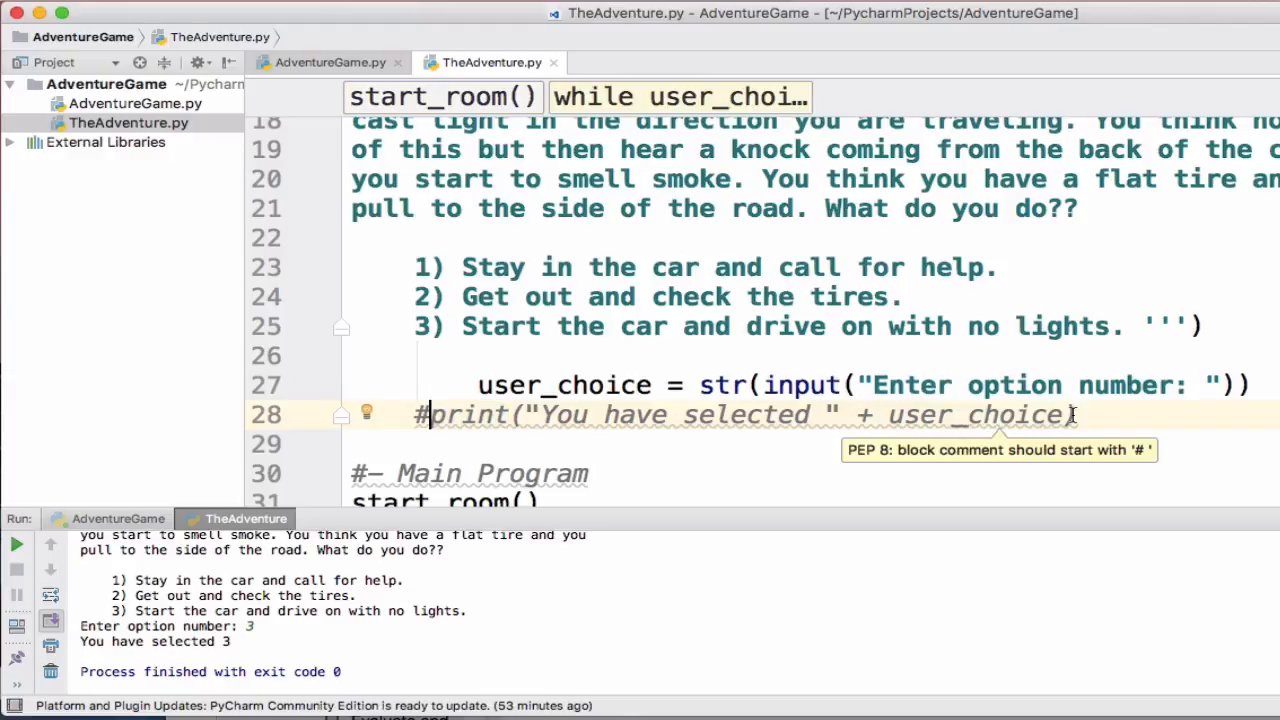 TheAdventure.py - AdventureGame - [~/PycharmProjects/AdventureGame]
AdventureGame TheAdventure.py
Project AdventureGame.py TheAdventure.py
AdventureGame ~/Pycharm
AdventureGame.py
TheAdventure.py
External Libraries
start_room() while user_choi…
18 cast light in the direction you are traveling. You think no
19 of this but then hear a knock coming from the back of the c
20 you start to smell smoke. You think you have a flat tire an
21 pull to the side of the road. What do you do??
22
23 1) Stay in the car and call for help.
24 2) Get out and check the tires.
25 3) Start the car and drive on with no lights. ''')
26
27 user_choice = str(input("Enter option number: "))
28 #print("You have selected " + user_choice)
PEP 8: block comment should start with '# '
29
30 #- Main Program
31 start_room()
Run: AdventureGame TheAdventure
you start to smell smoke. You think you have a flat tire and you
pull to the side of the road. What do you do??
1) Stay in the car and call for help.
2) Get out and check the tires.
3) Start the car and drive on with no lights.
Enter option number: 3
You have selected 3
Process finished with exit code 0
Platform and Plugin Updates: PyCharm Community Edition is ready to update. (53 minutes ago)